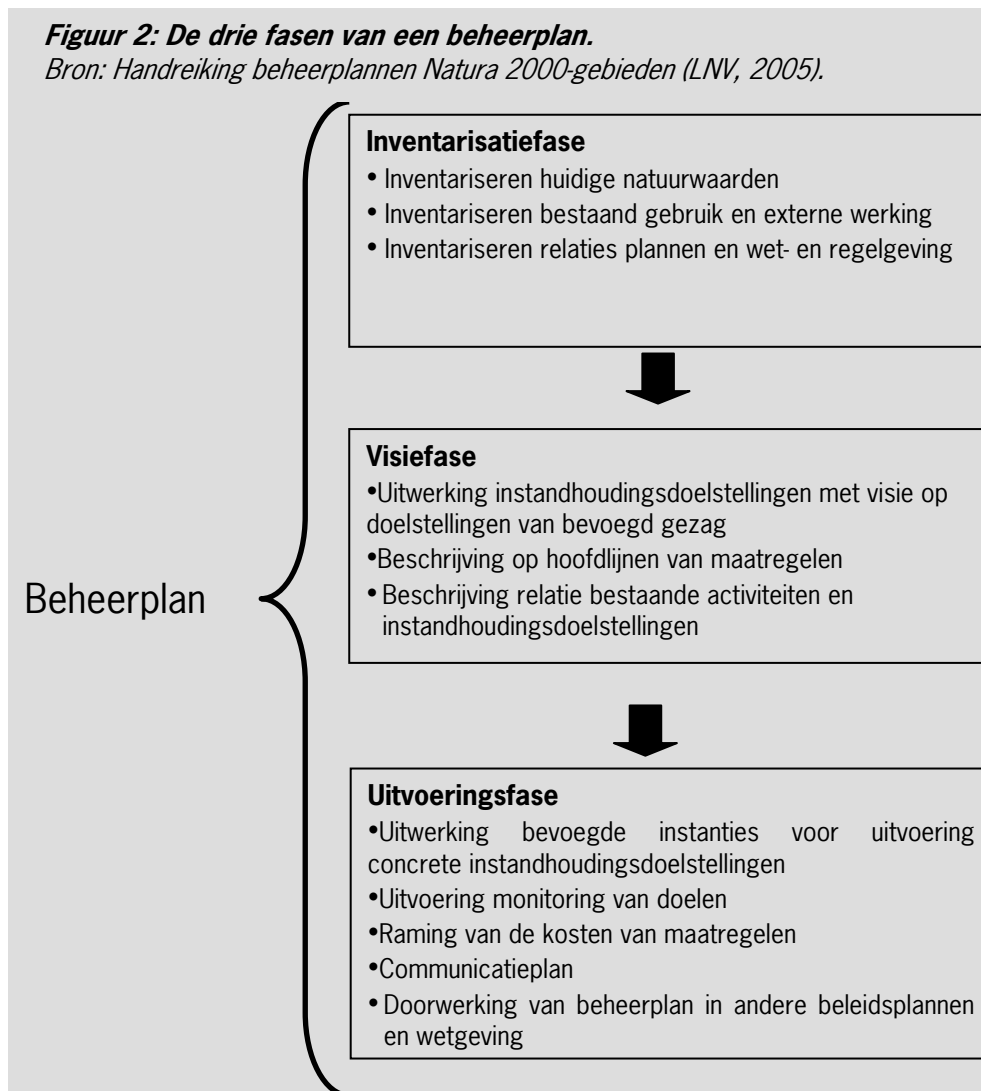 Figuur 2: De drie fasen van een beheerplan.
Bron: Handreiking beheerplannen Natura 2000-gebieden (LNV, 2005).
Inventarisatiefase
• Inventariseren huidige natuurwaarden
• Inventariseren bestaand gebruik en externe werking
• Inventariseren relaties plannen en wet- en regelgeving
Visiefase
•Uitwerking instandhoudingsdoelstellingen met visie op
doelstellingen van bevoegd gezag
•Beschrijving op hoofdlijnen van maatregelen
• Beschrijving relatie bestaande activiteiten en
instandhoudingsdoelstellingen
Beheerplan
Uitvoeringsfase
•Uitwerking bevoegde instanties voor uitvoering
concrete instandhoudingsdoelstellingen
•Uitvoering monitoring van doelen
•Raming van de kosten van maatregelen
•Communicatieplan
• Doorwerking van beheerplan in andere beleidsplannen
en wetgeving